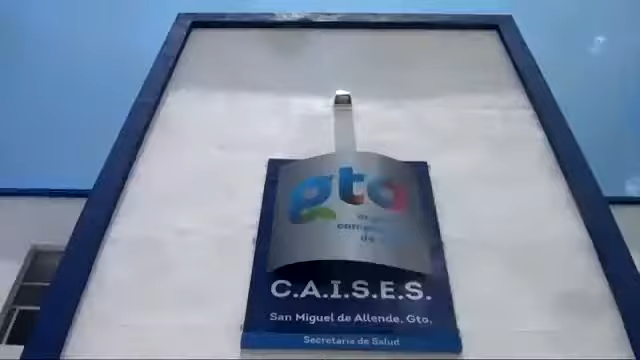 gto
C.A.I.S.E.S.
San Miguel de Allende, Gto.
Secretaría de Salud